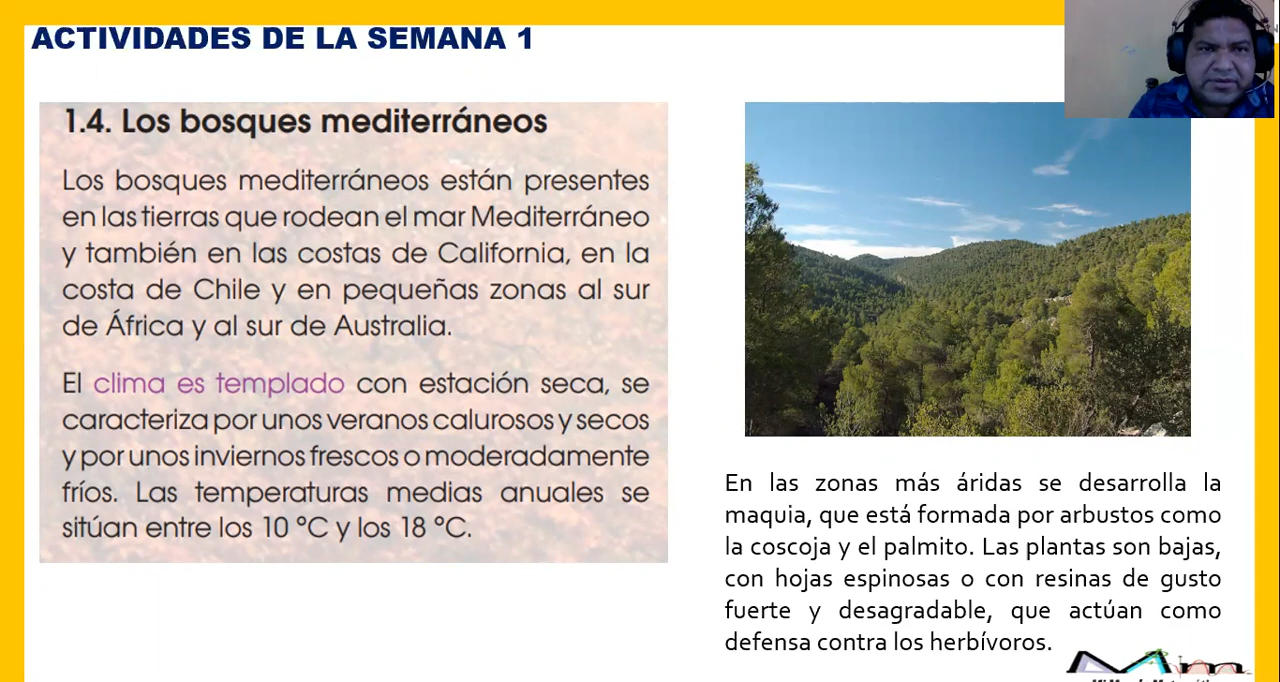 ACTIVIDADES DE LA SEMANA 1
1.4. Los bosques mediterráneos
Los bosques mediterráneos están presentes
en las tierras que rodean el mar Mediterráneo
y también en las costas de California, en la
costa de Chile y en pequeñas zonas al sur
de África y al sur de Australia.
El clima es templado con estación seca, se
caracteriza por unos veranos calurosos y secos
y por unos inviernos frescos o moderadamente
fríos. Las temperaturas medias anuales se
sitúan entre los 10 °C y los 18 °C.
En las zonas más áridas se desarrolla la
maquia, que está formada por arbustos como
la coscoja y el palmito. Las plantas son bajas,
con hojas espinosas o con resinas de gusto
fuerte y desagradable, que actúan como
defensa contra los herbívoros.